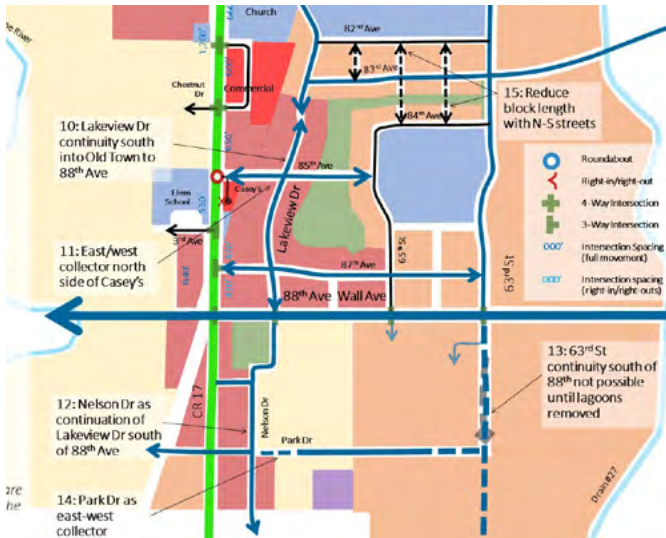 Church
82nd Ave
83rd Ave
Chestnut
Dr
Commercial
84th Ave
15: Reduce
block length
with N-S streets
10: Lakeview Dr
continuity south
into Old Town to
88th Ave
85th Ave
Roundabout
Right-in/right-out
4-Way Intersection
3-Way Intersection
000'
Intersection Spacing
(full movement)
000'
Intersection spacing
(right-in/right-outs)
Elem
School
Casey's
Lakeview Dr
3rd Ave
11: East/west
collector north
side of Casey's
65th St
63rd St
87th Ave
88th Ave
Wall Ave
13: 63rd St
continuity south of
88th not possible
until lagoons
removed
CR 17
12: Nelson Dr as
continuation of
Lakeview Dr south
of 88th Ave
Nelson Dr
Park Dr
14: Park Dr as
east-west
collector
Drain #27